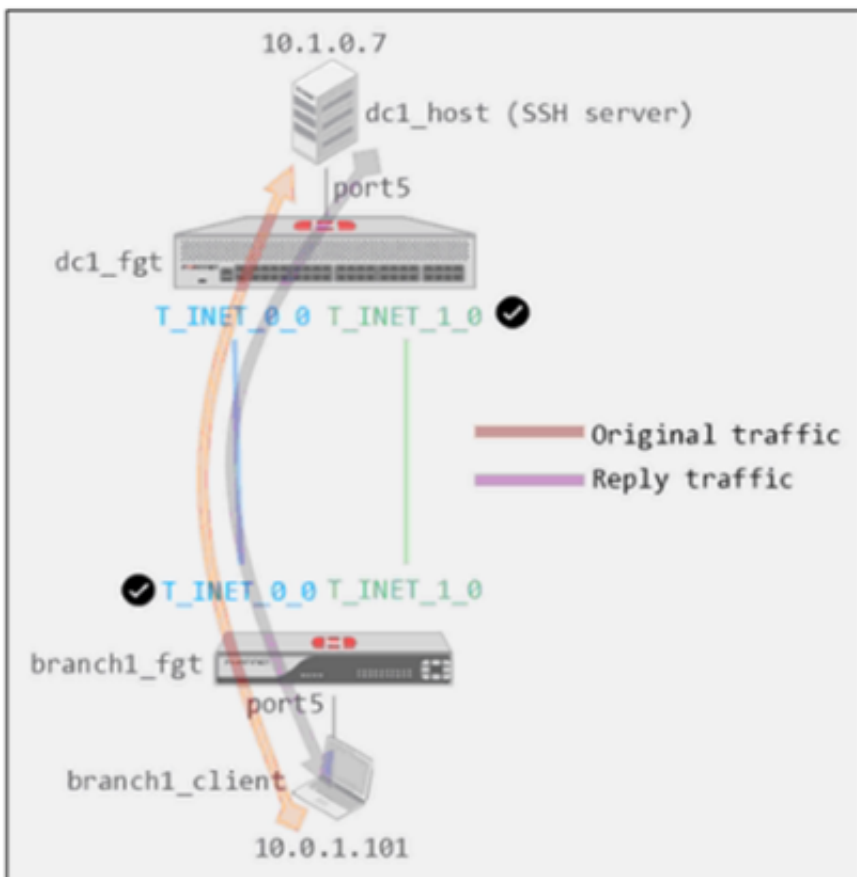 10.1.0.7
dc1_host (SSH server)
port5
dc1_fgt
T_INET_0_0 T_INET_1_0
Original traffic
Reply traffic
T_INET_0_0 T_INET_1_0
branch1_fgt
port5
branch1_client
10.0.1.101